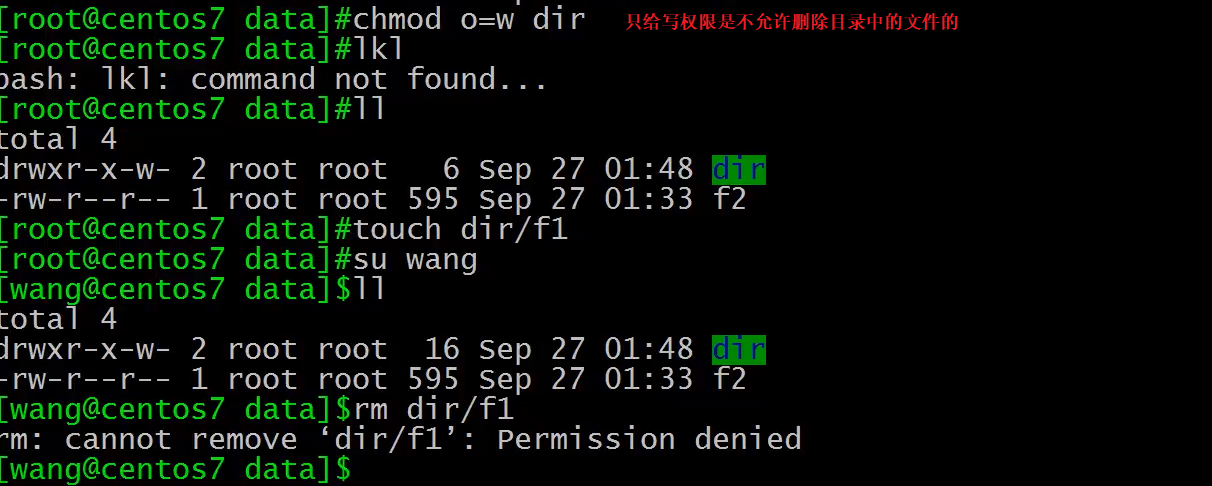 [root@centos7 data]#chmod o=w dir 只给写权限是不允许删除目录中的文件的
[root@centos7 data]#lkl
bash: lkl: command not found...
[root@centos7 data]#ll
total 4
drwxr-x-w- 2 root root   6 Sep 27 01:48 dir
-rw-r--r-- 1 root root 595 Sep 27 01:33 f2
[root@centos7 data]#touch dir/f1
[root@centos7 data]#su wang
[wang@centos7 data]$ll
total 4
drwxr-x-w- 2 root root  16 Sep 27 01:48 dir
-rw-r--r-- 1 root root 595 Sep 27 01:33 f2
[wang@centos7 data]$rm dir/f1
rm: cannot remove ‘dir/f1’: Permission denied
[wang@centos7 data]$